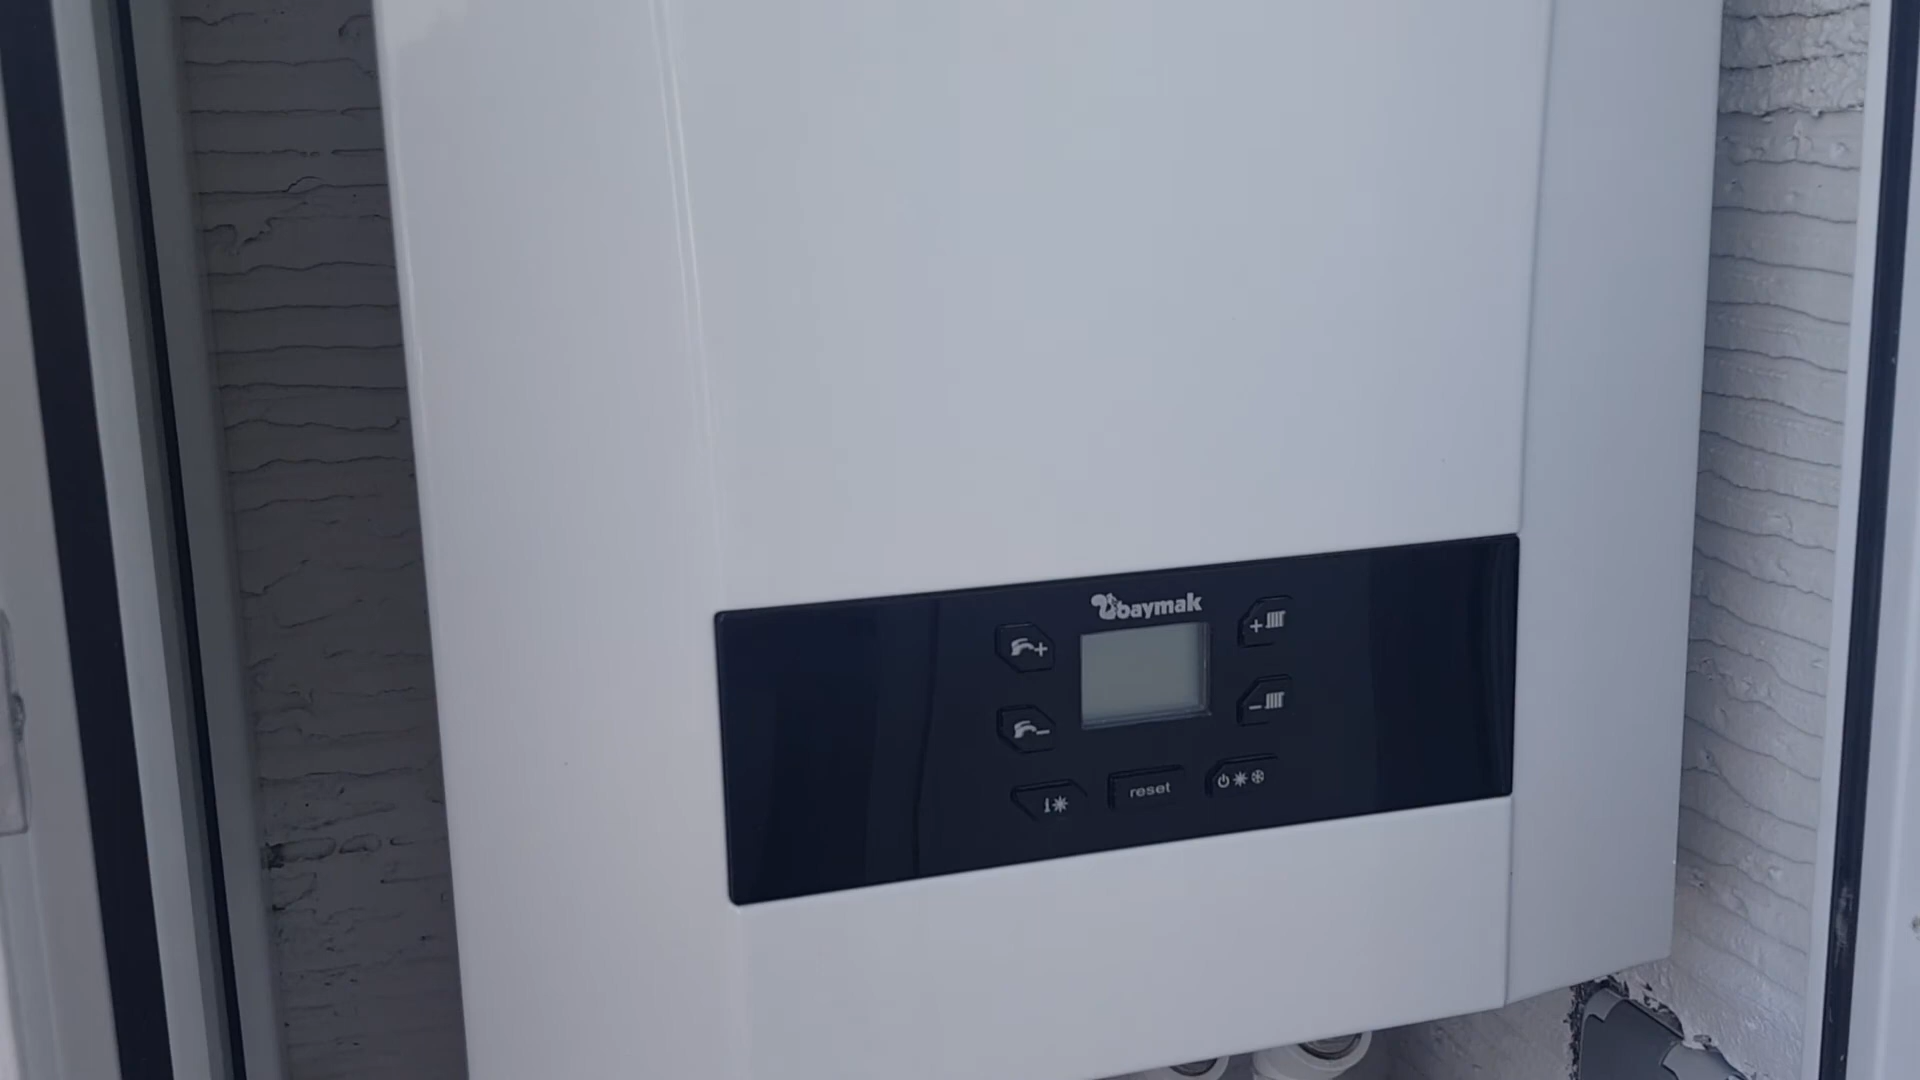 baymak
+
+
-
-
reset